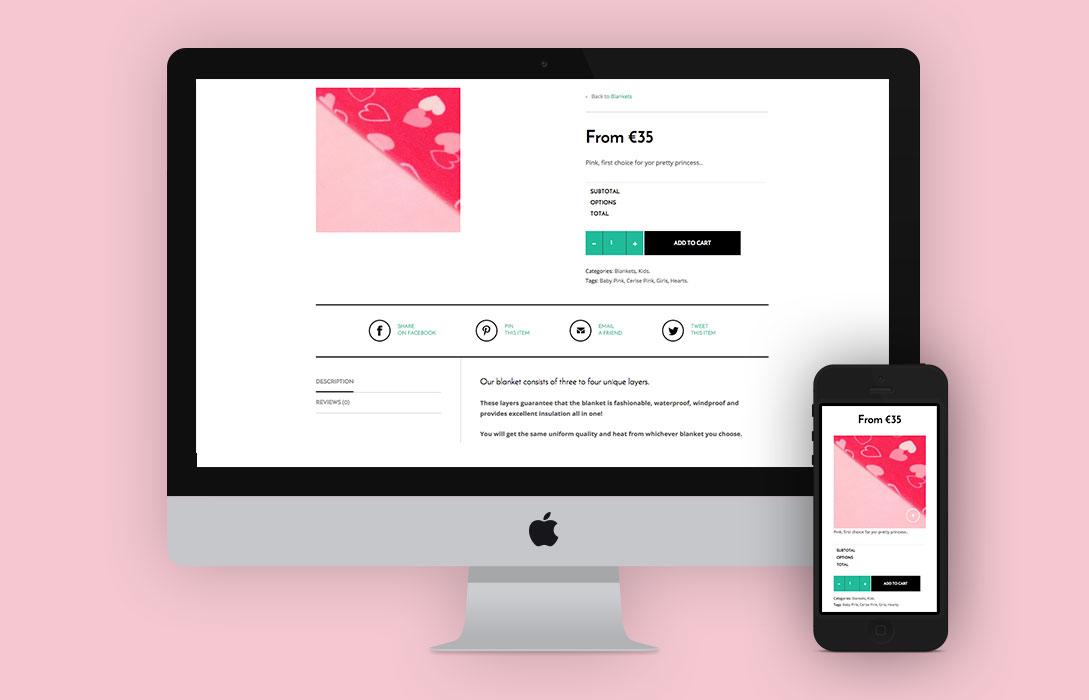 ‹ Back to Blankets
From €35
Pink, first choice for yor pretty princess..
SUBTOTAL
OPTIONS
TOTAL
- 1 + ADD TO CART
Categories: Blankets, Kids.
Tags: Baby Pink, Cerise Pink, Girls, Hearts.
SHARE
ON FACEBOOK
PIN
THIS ITEM
EMAIL
A FRIEND
TWEET
THIS ITEM
DESCRIPTION
REVIEWS (0)
Our blanket consists of three to four unique layers.
These layers guarantee that the blanket is fashionable, waterproof, windproof and
provides excellent insulation all in one!
You will get the same uniform quality and heat from whichever blanket you choose.
From €35
Pink, first choice for yor pretty princess..
SUBTOTAL
OPTIONS
TOTAL
- 1 + ADD TO CART
Categories: Blankets, Kids.
Tags: Baby Pink, Cerise Pink, Girls, Hearts.